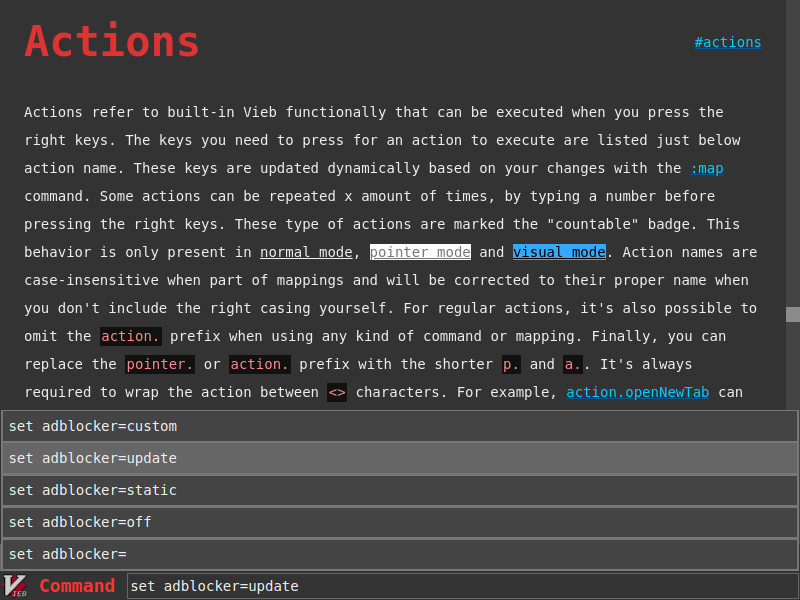 Actions
#actions
Actions refer to built-in Vieb functionally that can be executed when you press the
right keys. The keys you need to press for an action to execute are listed just below
action name. These keys are updated dynamically based on your changes with the :map
command. Some actions can be repeated x amount of times, by typing a number before
pressing the right keys. These type of actions are marked the "countable" badge. This
behavior is only present in normal mode, pointer mode and visual mode. Action names are
case-insensitive when part of mappings and will be corrected to their proper name when
you don't include the right casing yourself. For regular actions, it's also possible to
omit the action. prefix when using any kind of command or mapping. Finally, you can
replace the pointer. or action. prefix with the shorter p. and a.. It's always
required to wrap the action between <> characters. For example, action.openNewTab can
set adblocker=custom
set adblocker=update
set adblocker=static
set adblocker=off
set adblocker=
VIEB Command set adblocker=update